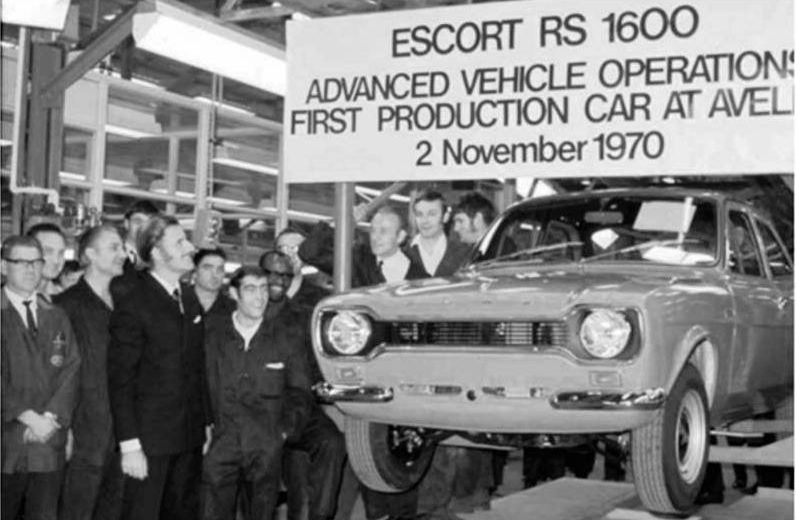 ESCORT RS 1600
ADVANCED VEHICLE OPERATIONS
FIRST PRODUCTION CAR AT AVEL
2 November 1970